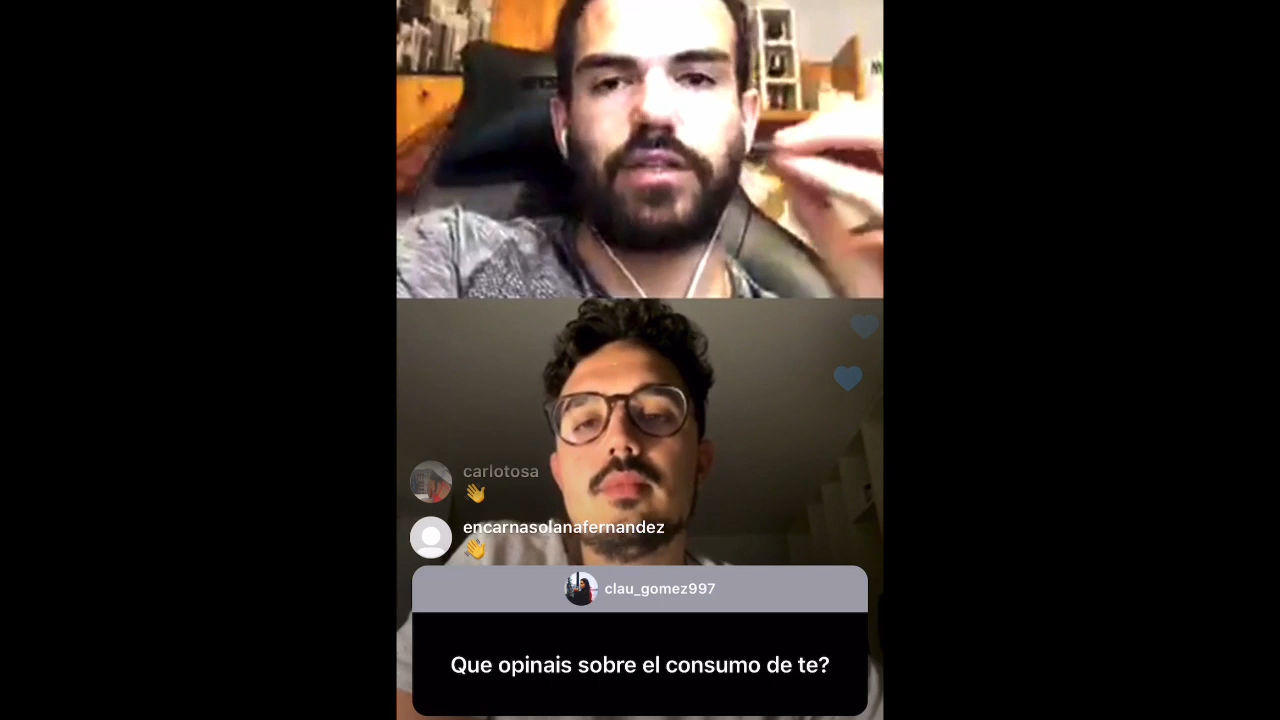 carlotosa
👋
encarnasolanafernandez
👋
clau_gomez997
Que opinais sobre el consumo de te?